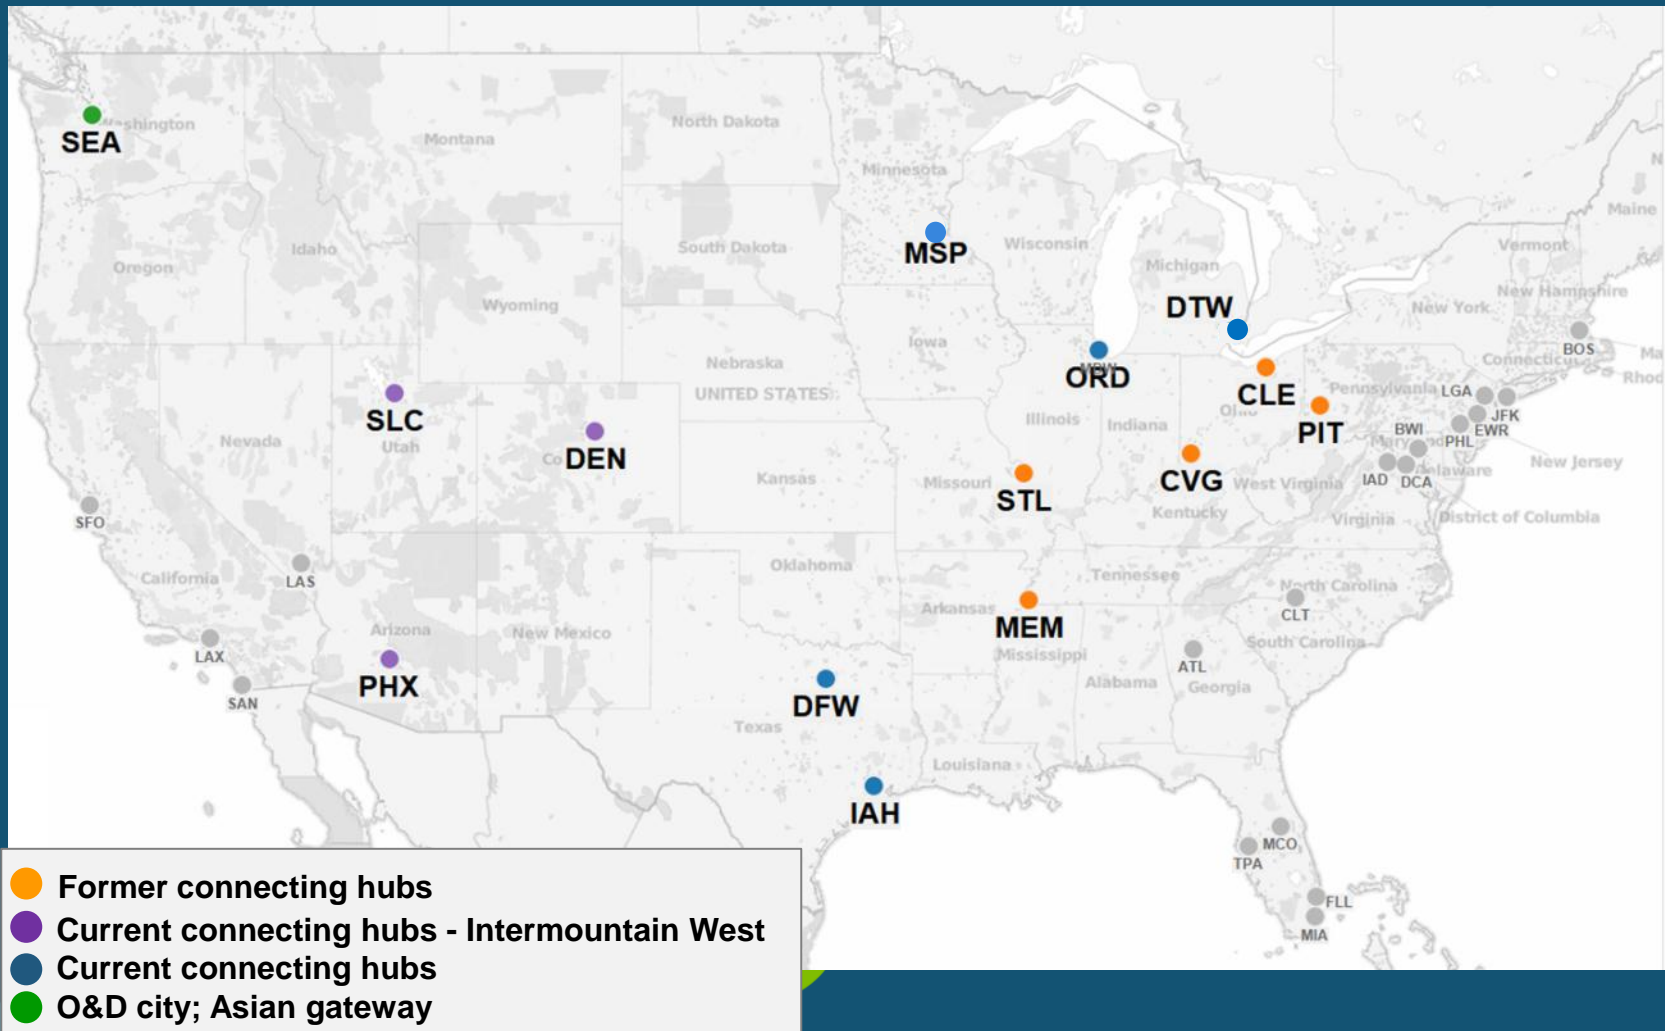 Washington
SEA
Montana
North Dakota
Minnesota
Maine
MSP
Wisconsin
Vermont
South Dakota
Idaho
Oregon
Michigan
New Hampshire
Wyoming
DTW
New York
Iowa
BOS
Connecticut
Nebraska
UNITED STATES
ORD
CLE
Pennsylvania
LGA
JFK
SLC
Utah
Nevada
DEN
Illinois
Indiana
Ohio
PIT
BWI
PHL
EWR
Maryland
Kansas
Missouri
STL
CVG
West Virginia
IAD
DCA
Delaware
New Jersey
Kentucky
Virginia
District of Columbia
SFO
LAS
California
Oklahoma
Tennessee
North Carolina
CLT
Arkansas
MEM
Mississippi
Arizona
New Mexico
South Carolina
LAX
PHX
SAN
ATL
Alabama
Georgia
DFW
Texas
Louisiana
IAH
MCO
TPA
FLL
MIA
Former connecting hubs
Current connecting hubs - Intermountain West
Current connecting hubs
O&D city; Asian gateway